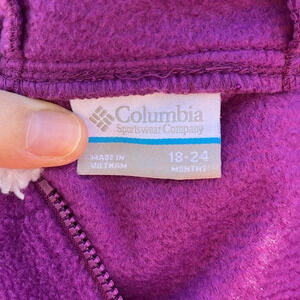 Columbia
Sportswear Company
MADE IN
VIETNAM
18-24
MONTHS